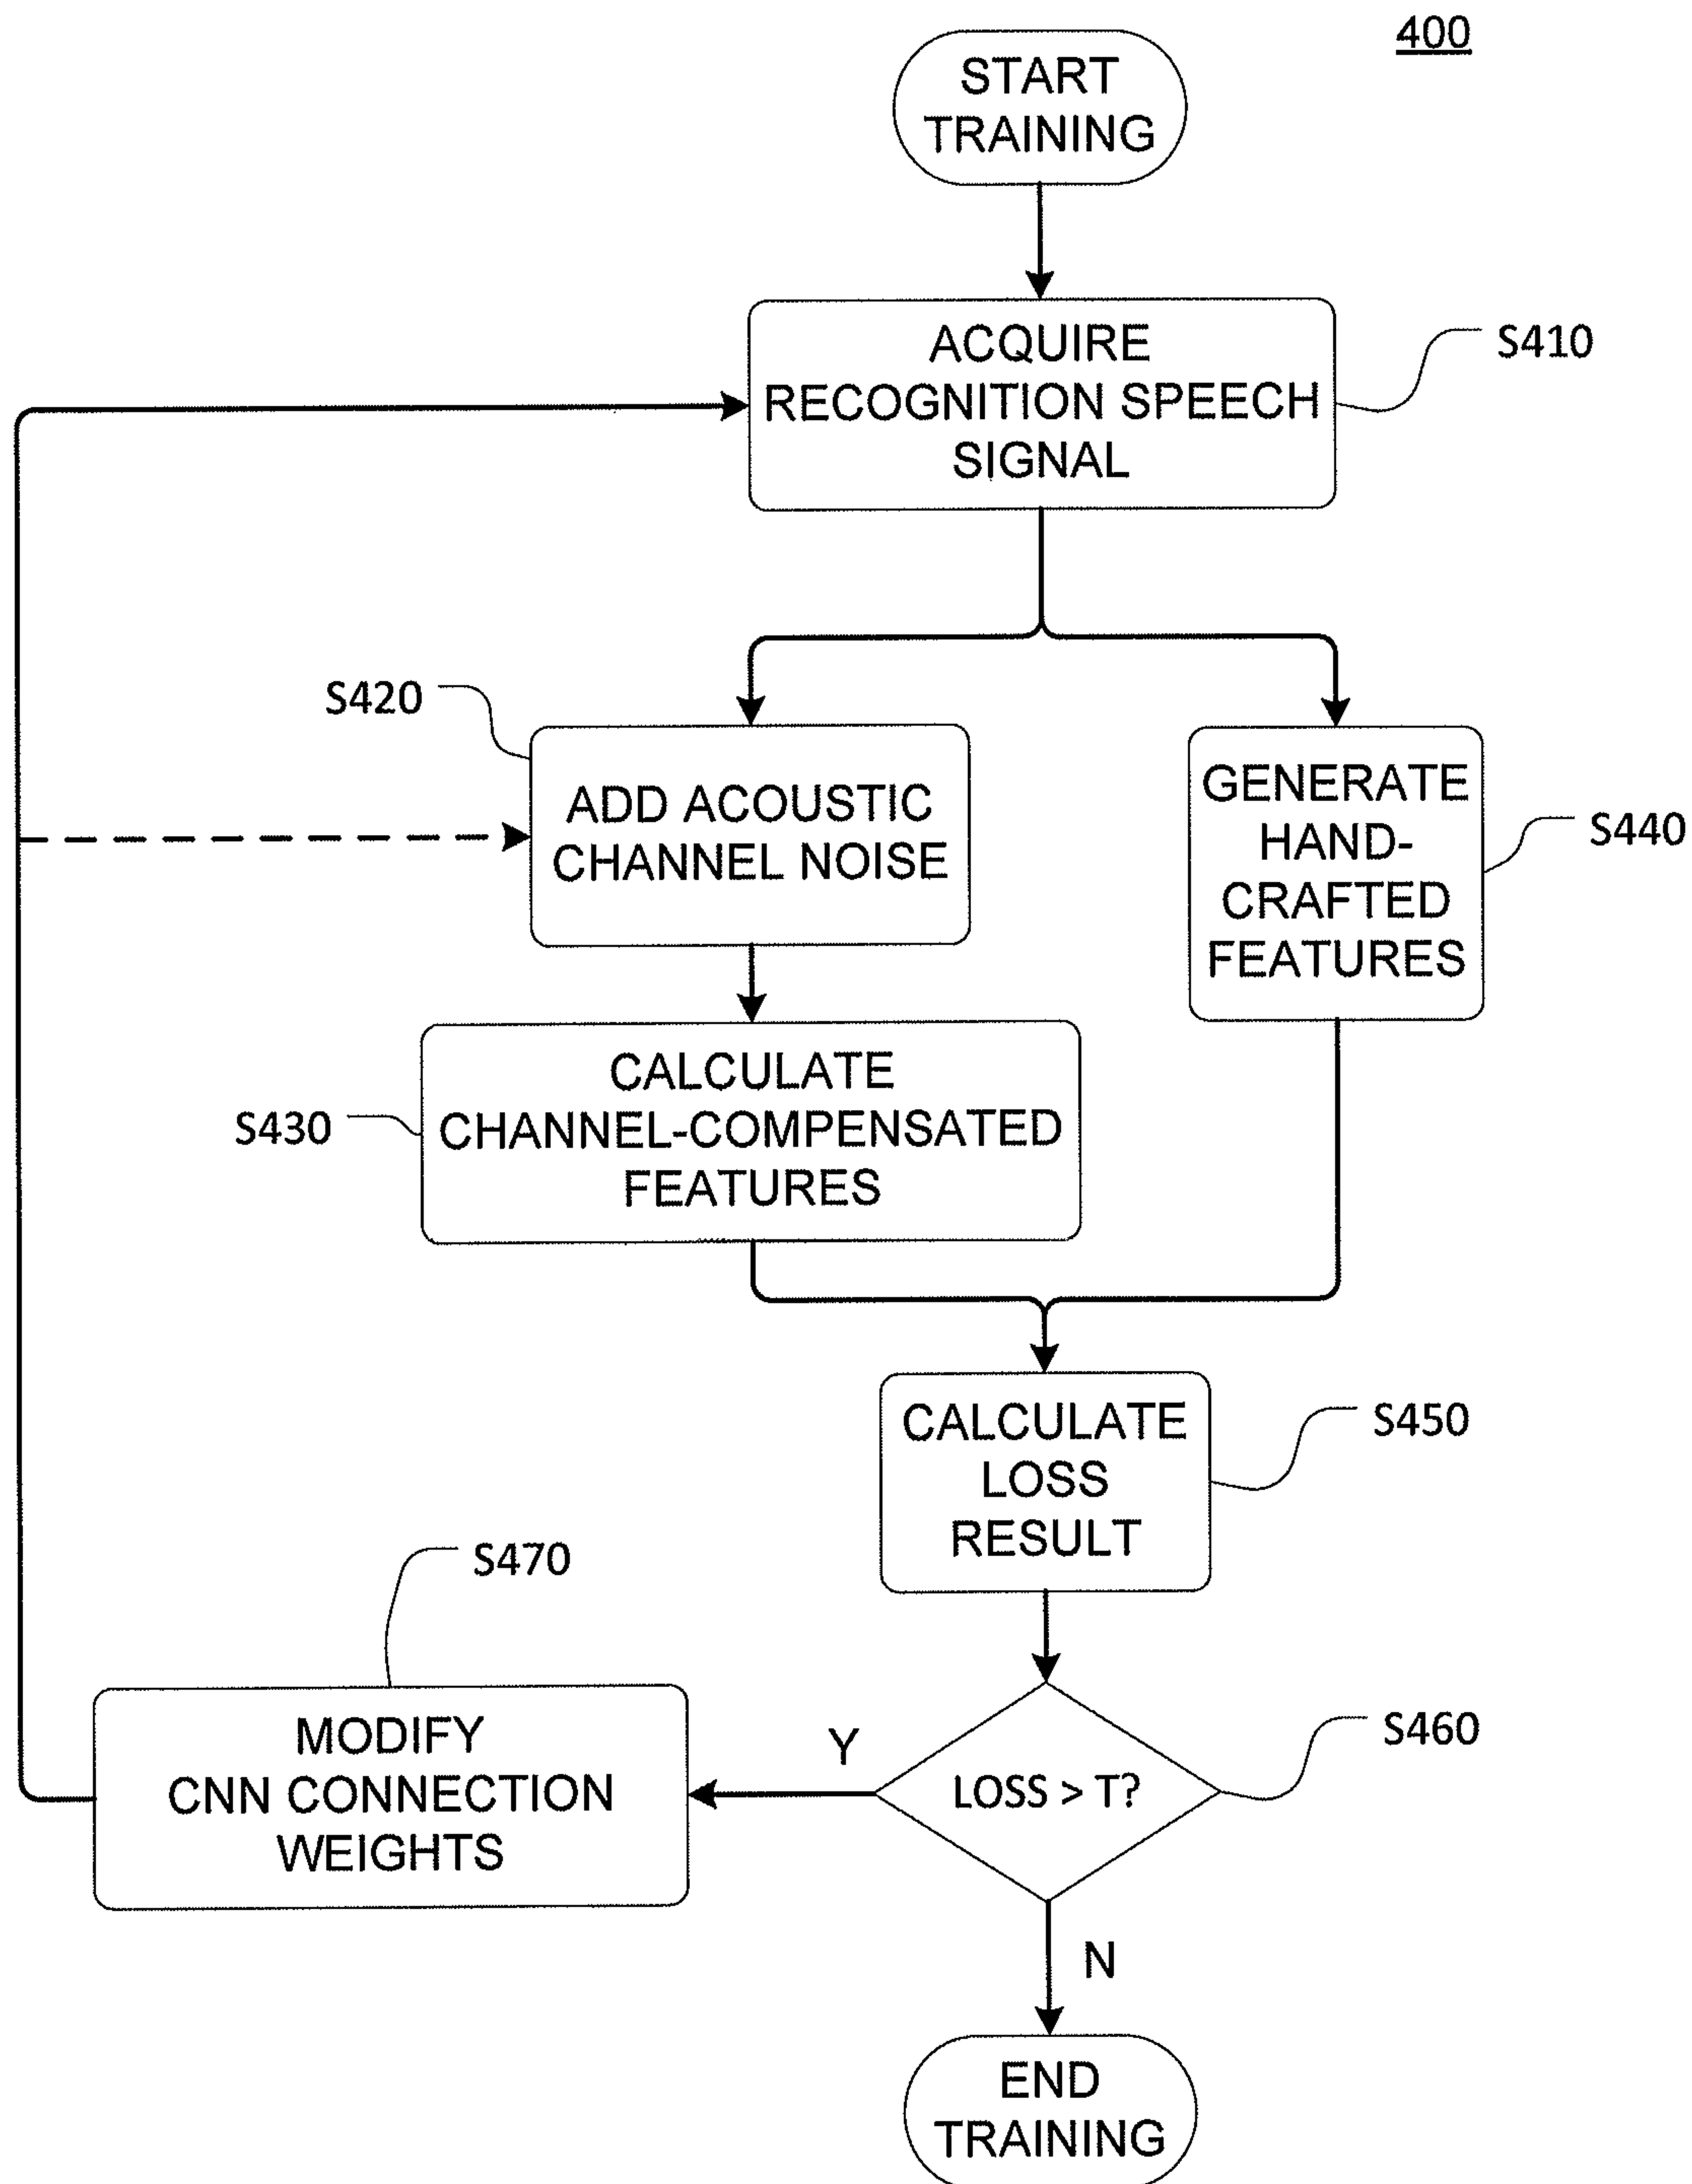 400
START
TRAINING
ACQUIRE
RECOGNITION SPEECH
SIGNAL
S410
S420
ADD ACOUSTIC
CHANNEL NOISE
GENERATE
HAND-
CRAFTED
FEATURES
S440
S430
CALCULATE
CHANNEL-COMPENSATED
FEATURES
CALCULATE
LOSS
RESULT
S450
S470
MODIFY
CNN CONNECTION
WEIGHTS
Y
LOSS > T?
S460
N
END
TRAINING